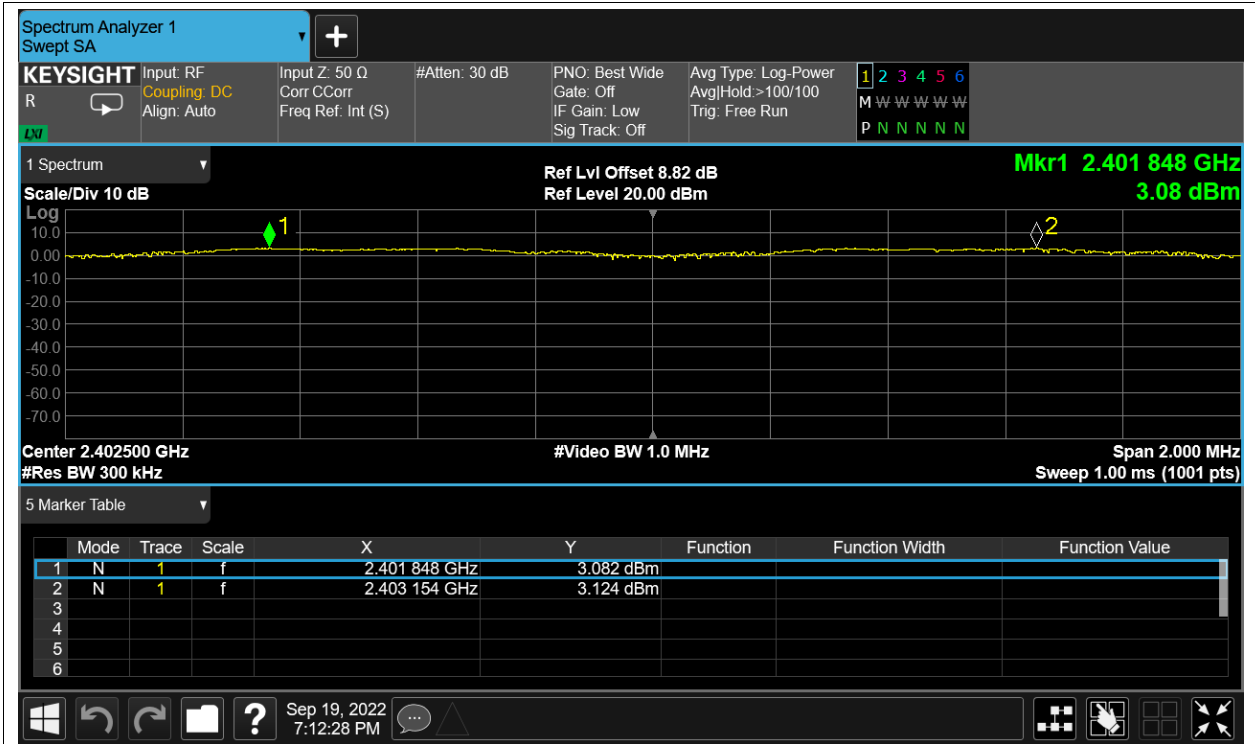 Spectrum Analyzer 1
Swept SA
KEYSIGHT
R
LXI
Input: RF
Coupling: DC
Align: Auto
Input Z: 50 Ω
Corr CCorr
Freq Ref: Int (S)
#Atten: 30 dB
PNO: Best Wide
Gate: Off
IF Gain: Low
Sig Track: Off
Avg Type: Log-Power
Avg|Hold:>100/100
Trig: Free Run
1 2 3 4 5 6
M W W W W W
P N N N N N
1 Spectrum
Scale/Div 10 dB
Ref Lvl Offset 8.82 dB
Ref Level 20.00 dBm
Mkr1 2.401 848 GHz
3.08 dBm
Log
10.0
0.00
-10.0
-20.0
-30.0
-40.0
-50.0
-60.0
-70.0
1
2
Center 2.402500 GHz
#Res BW 300 kHz
#Video BW 1.0 MHz
Span 2.000 MHz
Sweep 1.00 ms (1001 pts)
5 Marker Table
Mode Trace Scale X Y Function Function Width Function Value
1 N 1 f 2.401 848 GHz 3.082 dBm
2 N 1 f 2.403 154 GHz 3.124 dBm
3
4
5
6
?
Sep 19, 2022
7:12:28 PM